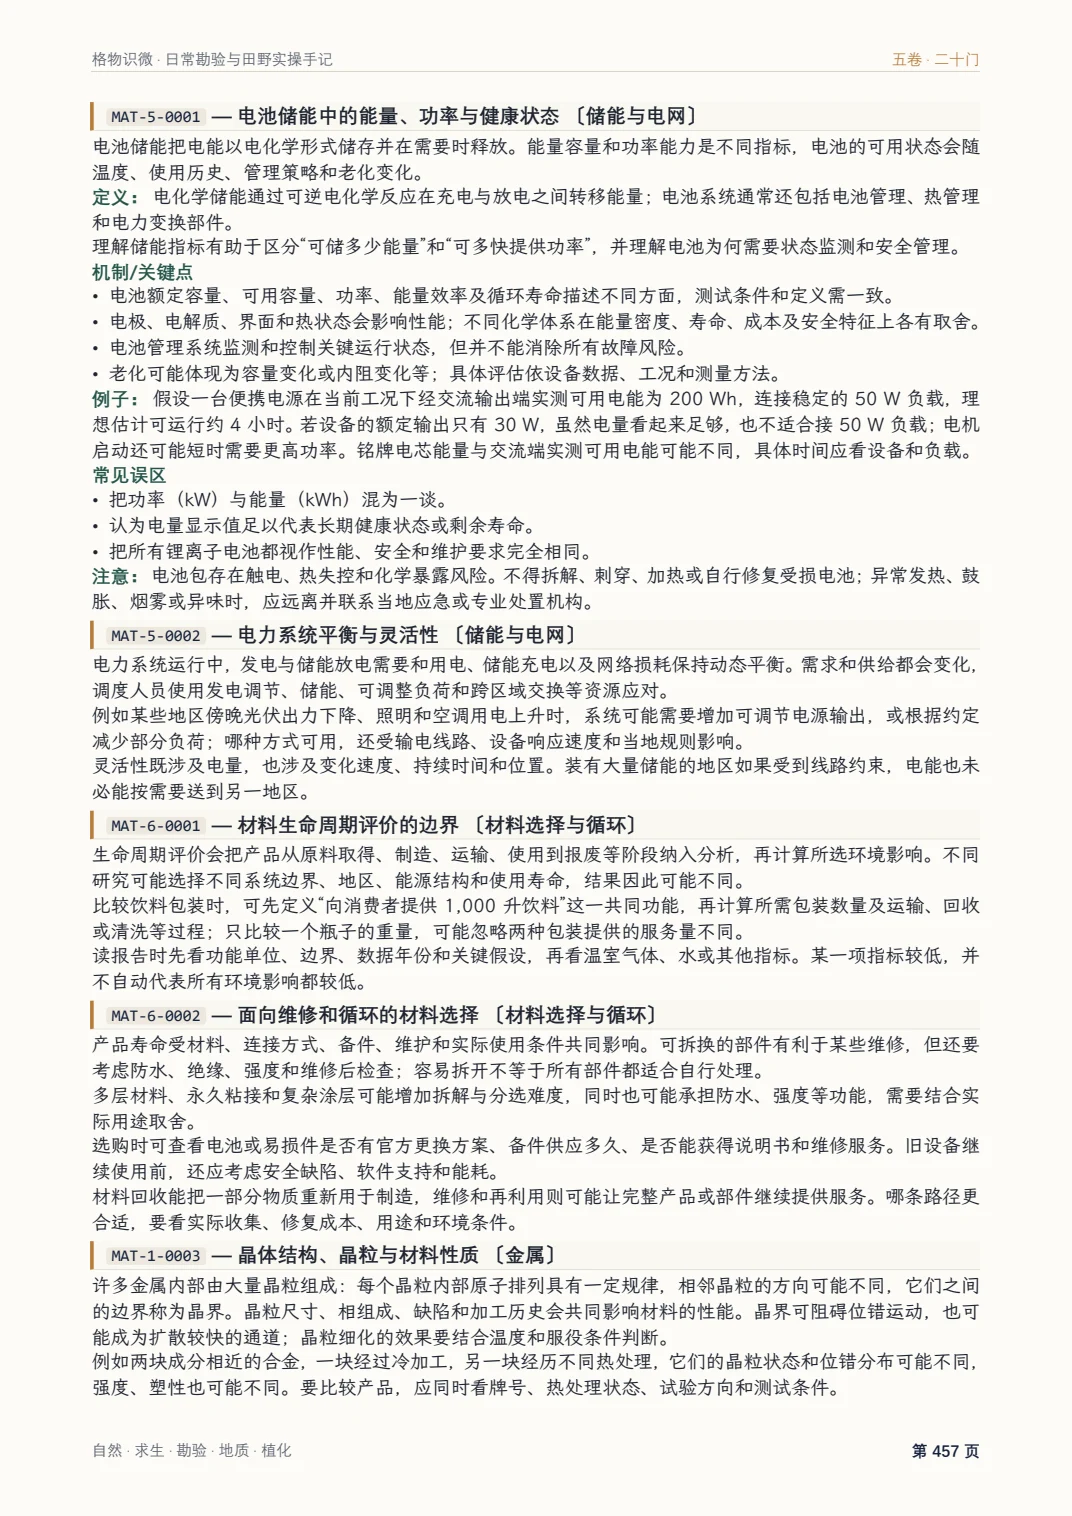 格物识微 · 日常勘验与田野实操手记
五卷 · 二十门
MAT-5-0001 — 电池储能中的能量、功率与健康状态 〔储能与电网〕
电池储能把电能以电化学形式储存并在需要时释放。能量容量和功率能力是不同指标，电池的可用状态会随
温度、使用历史、管理策略和老化变化。
定义： 电化学储能通过可逆电化学反应在充电与放电之间转移能量；电池系统通常还包括电池管理、热管理
和电力变换部件。
理解储能指标有助于区分“可储多少能量”和“可多快提供功率”，并理解电池为何需要状态监测和安全管理。
机制/关键点
• 电池额定容量、可用容量、功率、能量效率及循环寿命描述不同方面，测试条件和定义需一致。
• 电极、电解质、界面和热状态会影响性能；不同化学体系在能量密度、寿命、成本及安全特征上各有取舍。
• 电池管理系统监测和控制关键运行状态，但并不能消除所有故障风险。
• 老化可能体现为容量变化或内阻变化等；具体评估依设备数据、工况和测量方法。
例子： 假设一台便携电源在当前工况下经交流输出端实测可用电能为 200 Wh，连接稳定的 50 W 负载，理
想估计可运行约 4 小时。若设备的额定输出只有 30 W，虽然电量看起来足够，也不适合接 50 W 负载；电机
启动还可能短时需要更高功率。铭牌电芯能量与交流端实测可用电能可能不同，具体时间应看设备和负载。
常见误区
• 把功率（kW）与能量（kWh）混为一谈。
• 认为电量显示值足以代表长期健康状态或剩余寿命。
• 把所有锂离子电池都视作性能、安全和维护要求完全相同。
注意： 电池包存在触电、热失控和化学暴露风险。不得拆解、刺穿、加热或自行修复受损电池；异常发热、鼓
胀、烟雾或异味时，应远离并联系当地应急或专业处置机构。
MAT-5-0002 — 电力系统平衡与灵活性 〔储能与电网〕
电力系统运行中，发电与储能放电需要和用电、储能充电以及网络损耗保持动态平衡。需求和供给都会变化，
调度人员使用发电调节、储能、可调整负荷和跨区域交换等资源应对。
例如某些地区傍晚光伏出力下降、照明和空调用电上升时，系统可能需要增加可调节电源输出，或根据约定
减少部分负荷；哪种方式可用，还受输电线路、设备响应速度和当地规则影响。
灵活性既涉及电量，也涉及变化速度、持续时间和位置。装有大量储能的地区如果受到线路约束，电能也未
必能按需要送到另一地区。
MAT-6-0001 — 材料生命周期评价的边界 〔材料选择与循环〕
生命周期评价会把产品从原料取得、制造、运输、使用到报废等阶段纳入分析，再计算所选环境影响。不同
研究可能选择不同系统边界、地区、能源结构和使用寿命，结果因此可能不同。
比较饮料包装时，可先定义“向消费者提供 1,000 升饮料”这一共同功能，再计算所需包装数量及运输、回收
或清洗等过程；只比较一个瓶子的重量，可能忽略两种包装提供的服务量不同。
读报告时先看功能单位、边界、数据年份和关键假设，再看温室气体、水或其他指标。某一项指标较低，并
不自动代表所有环境影响都较低。
MAT-6-0002 — 面向维修和循环的材料选择 〔材料选择与循环〕
产品寿命受材料、连接方式、备件、维护和实际使用条件共同影响。可拆换的部件有利于某些维修，但还要
考虑防水、绝缘、强度和维修后检查；容易拆开不等于所有部件都适合自行处理。
多层材料、永久粘接和复杂涂层可能增加拆解与分选难度，同时也可能承担防水、强度等功能，需要结合实
际用途取舍。
选购时可查看电池或易损件是否有官方更换方案、备件供应多久、是否能获得说明书和维修服务。旧设备继
续使用前，还应考虑安全缺陷、软件支持和能耗。
材料回收能把一部分物质重新用于制造，维修和再利用则可能让完整产品或部件继续提供服务。哪条路径更
合适，要看实际收集、修复成本、用途和环境条件。
MAT-1-0003 — 晶体结构、晶粒与材料性质 〔金属〕
许多金属内部由大量晶粒组成：每个晶粒内部原子排列具有一定规律，相邻晶粒的方向可能不同，它们之间
的边界称为晶界。晶粒尺寸、相组成、缺陷和加工历史会共同影响材料的性能。晶界可阻碍位错运动，也可
能成为扩散较快的通道；晶粒细化的效果要结合温度和服役条件判断。
例如两块成分相近的合金，一块经过冷加工，另一块经历不同热处理，它们的晶粒状态和位错分布可能不同，
强度、塑性也可能不同。要比较产品，应同时看牌号、热处理状态、试验方向和测试条件。
自然 · 求生 · 勘验 · 地质 · 植化
第 457 页